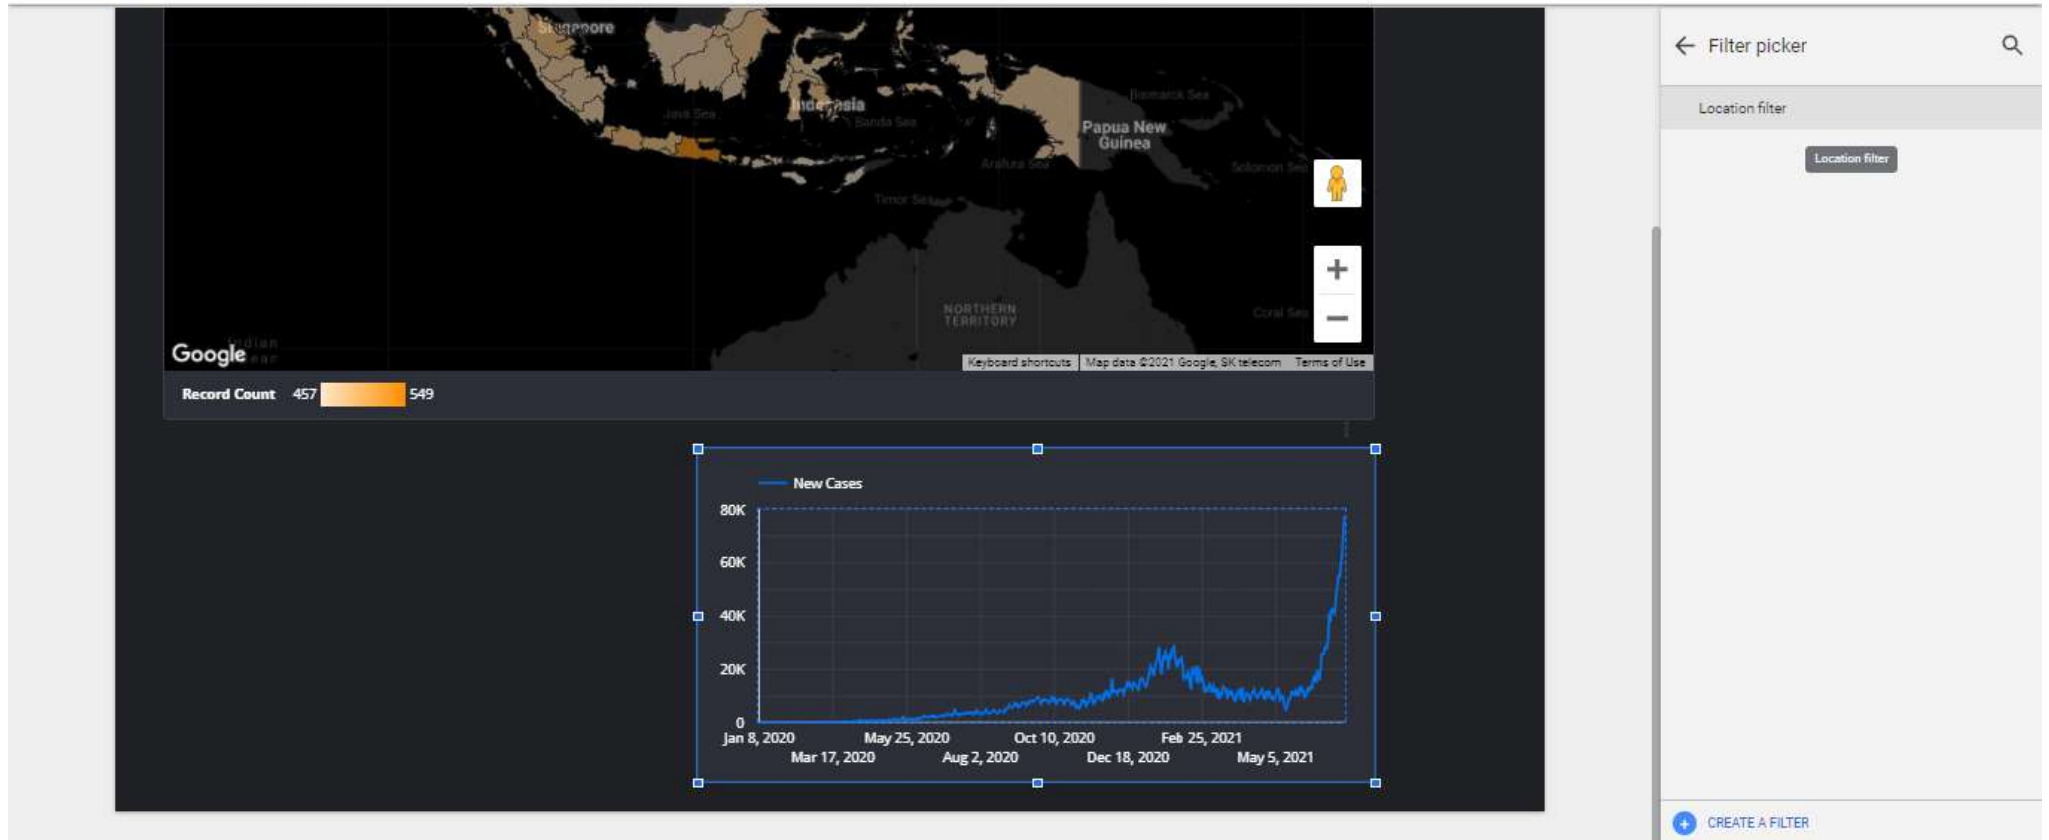 Singapore
Indonesia
Java Sea
Banda Sea
Bismarck Sea
Papua New
Guinea
Arafura Sea
Solomon Sea
Timor Sea
NORTHERN
TERRITORY
Coral Sea
Indian
Google
Keyboard shortcuts Map data ©2021 Google, SK telecom Terms of Use
Record Count 457 549
New Cases
80K
60K
40K
20K
0
Jan 8, 2020 May 25, 2020 Oct 10, 2020 Feb 25, 2021
Mar 17, 2020 Aug 2, 2020 Dec 18, 2020 May 5, 2021
Filter picker
Location filter
Location filter
CREATE A FILTER